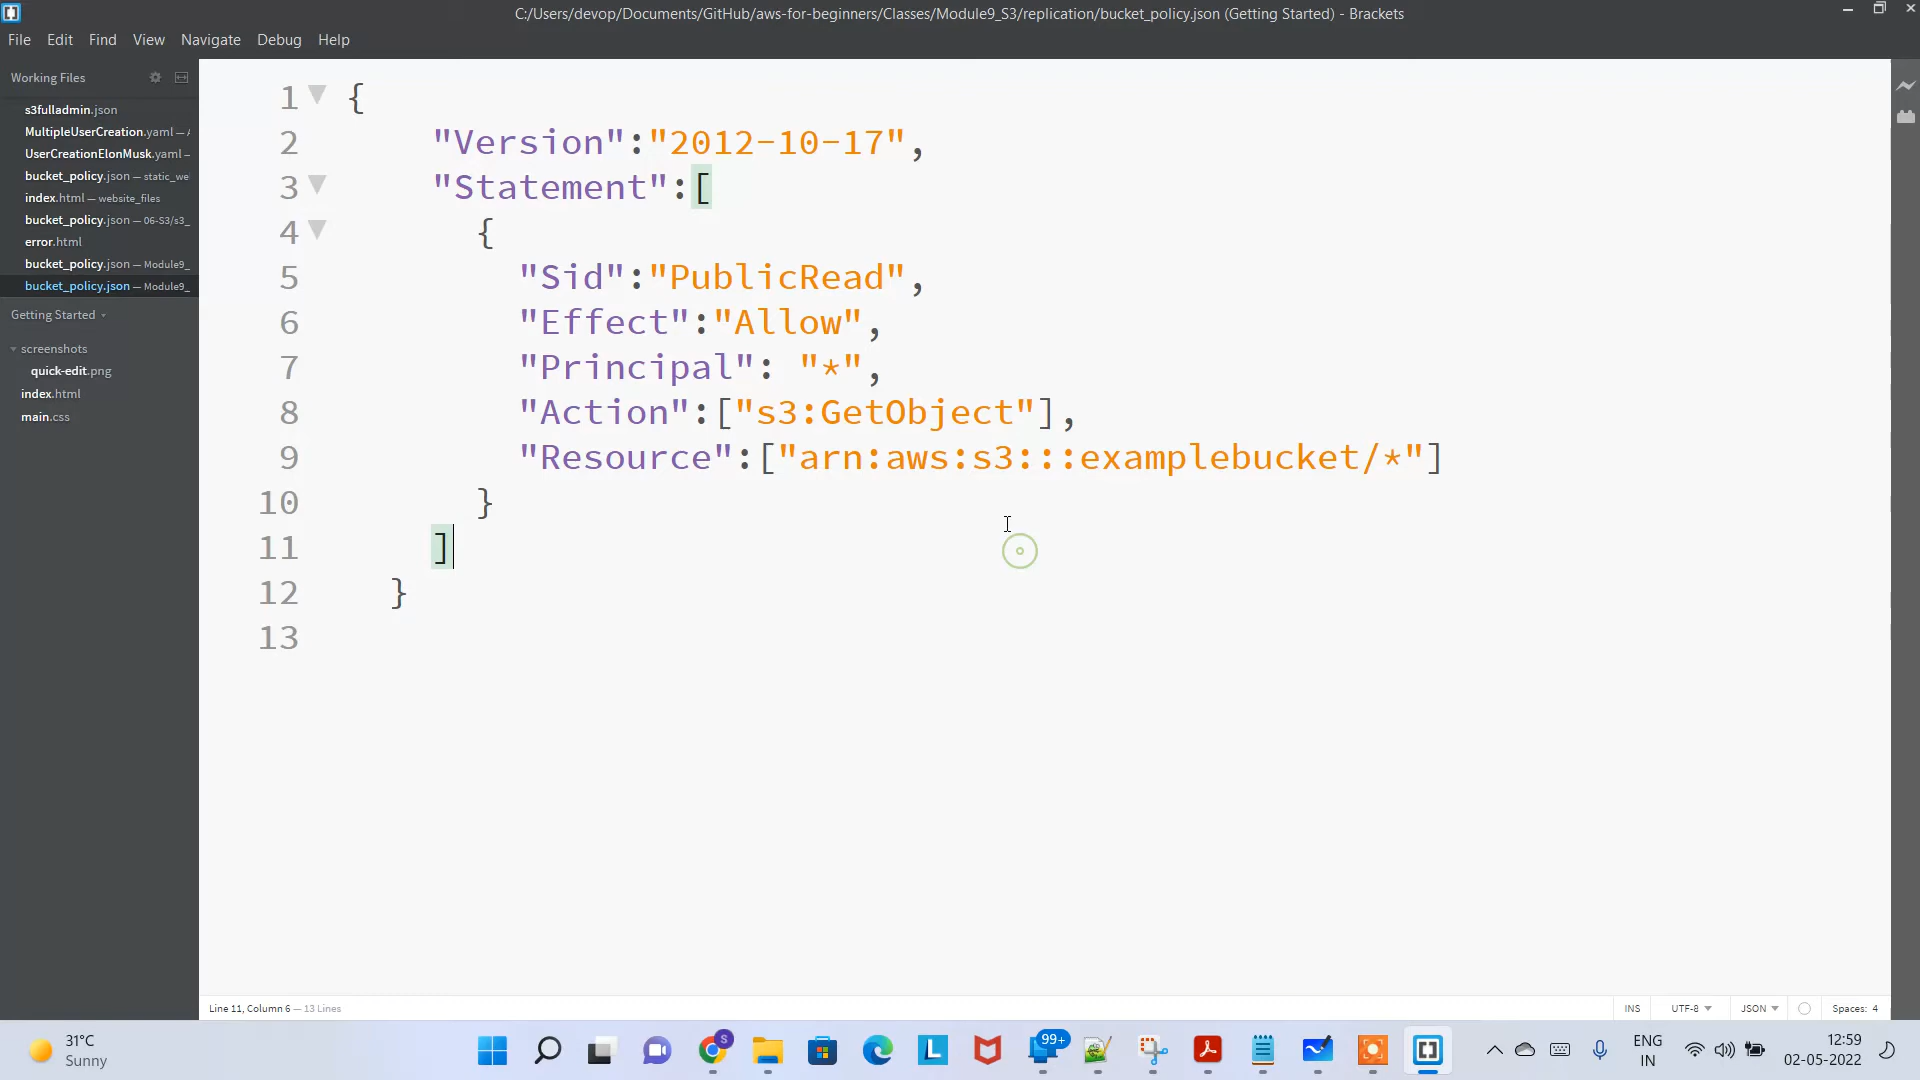 C:/Users/devop/Documents/GitHub/aws-for-beginners/Classes/Module9_S3/replication/bucket_policy.json (Getting Started) - Brackets
File Edit Find View Navigate Debug Help
Working Files
s3fulladmin.json
MultipleUserCreation.yaml — A
UserCreationElonMusk.yaml —
bucket_policy.json — static_we
index.html — website_files
bucket_policy.json — 06-S3/s3_
error.html
bucket_policy.json — Module9_
bucket_policy.json — Module9_
Getting Started
screenshots
quick-edit.png
index.html
main.css
1 {
2 "Version":"2012-10-17",
3 "Statement":[
4 {
5 "Sid":"PublicRead",
6 "Effect":"Allow",
7 "Principal": "*",
8 "Action":["s3:GetObject"],
9 "Resource":["arn:aws:s3:::examplebucket/*"]
10 }
11 ]
12 }
13
Line 11, Column 6 — 13 Lines
INS UTF-8 JSON Spaces: 4
31°C
Sunny
S
99+
L
ENG
IN
12:59
02-05-2022